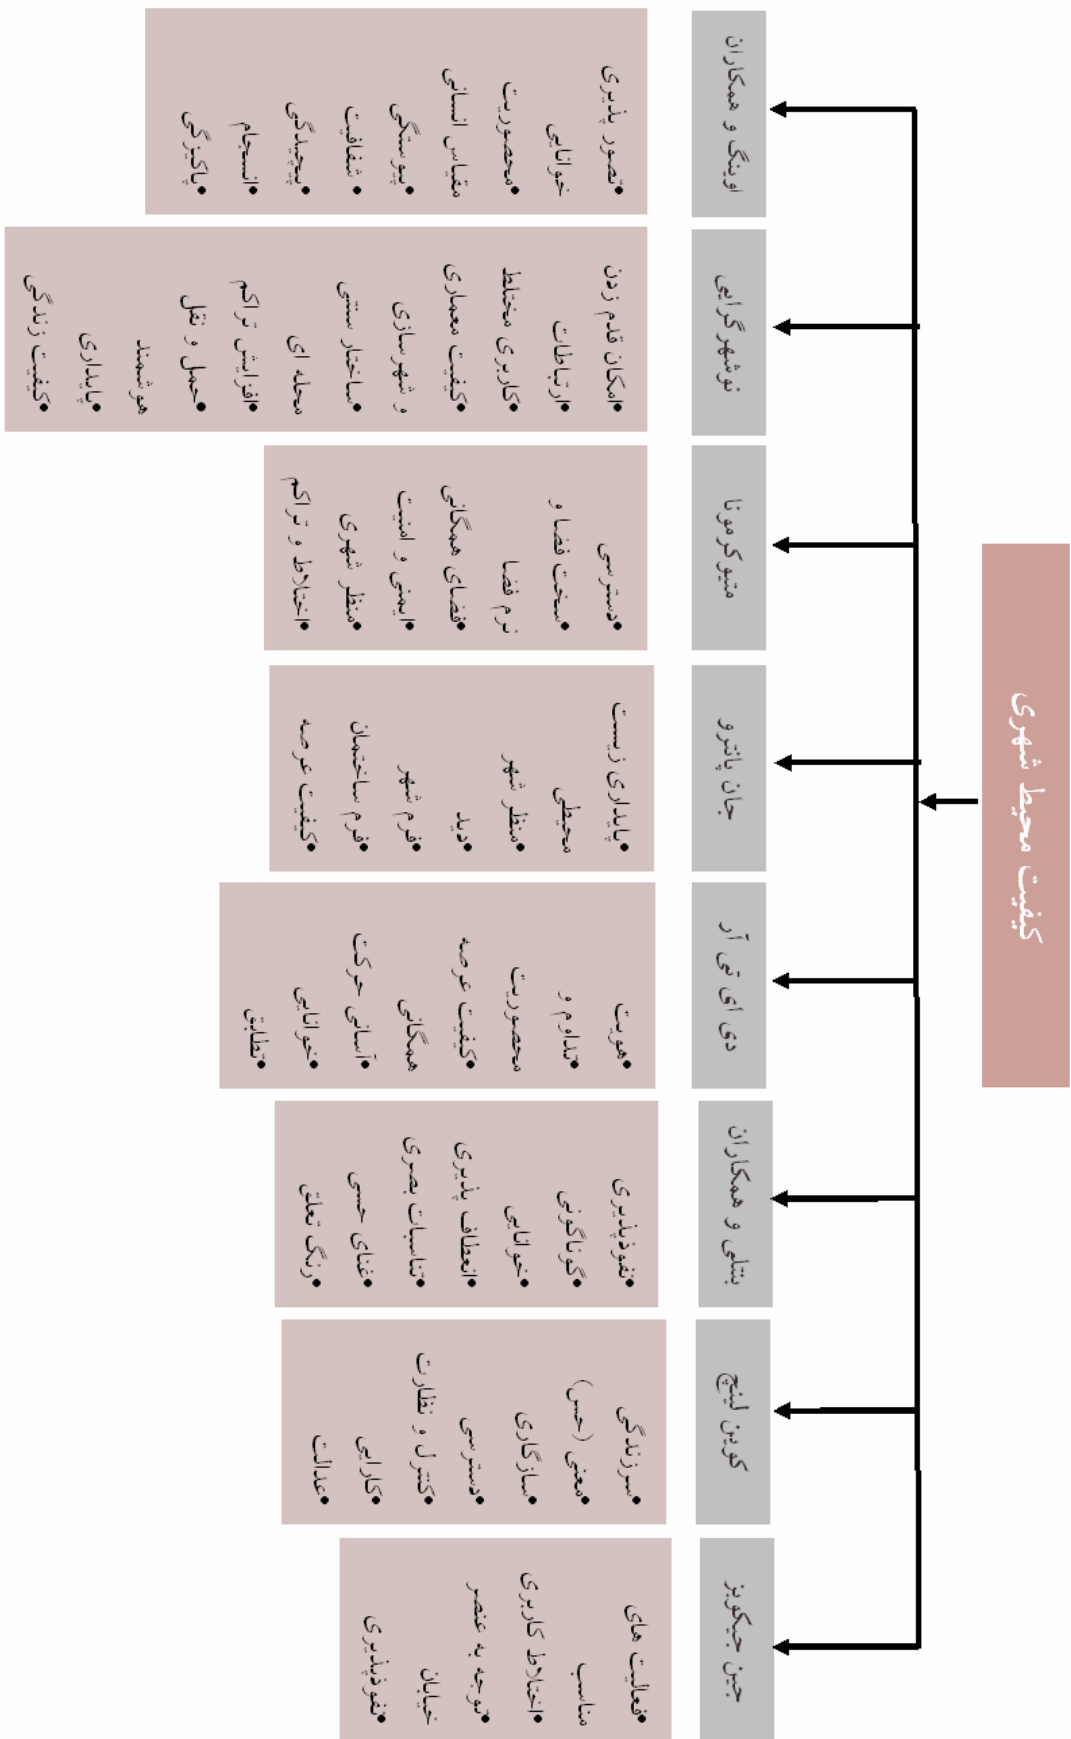 کیفیت محیط شهری
جین جیکوبز
•فعالیت های
مناسب
•اختلاط کاربری
•توجه به عنصر
خیابان
•نفوذپذیری
کوین لینچ
•سرزندگی
•معنی (حس)
•سازگاری
•دسترسی
•کنترل و نظارت
•کارایی
•عدالت
بنتلی و همکاران
•نفوذپذیری
•گوناگونی
•خوانایی
•انعطاف پذیری
•تناسبات بصری
•غنای حسی
•رنگ تعلق
دی ای تی آر
•هویت
•تداوم و
محصوریت
•کیفیت عرصه
همگانی
•آسانی حرکت
•خوانایی
•تطابق
جان پانترو
•پایداری زیست
محیطی
•منظر شهر
•دید
•فرم شهر
•فرم ساختمان
•کیفیت عرصه
متیو کرمونا
•دسترسی
•سخت فضا و
نرم فضا
•فضای همگانی
•ایمنی و امنیت
•منظر شهری
•اختلاط و تراکم
نوشهرگرایی
•امکان قدم زدن
•ارتباطات
•کاربری مختلط
•کیفیت معماری
و شهرسازی
•ساختار سنتی
محله ای
•افزایش تراکم
•حمل و نقل
هوشمند
•پایداری
•کیفیت زندگی
اوینگ و همکاران
•تصور پذیری
خوانایی
•محصوریت
مقیاس انسانی
•پیوستگی
•شفافیت
•پیچیدگی
•انسجام
•پاکیزگی